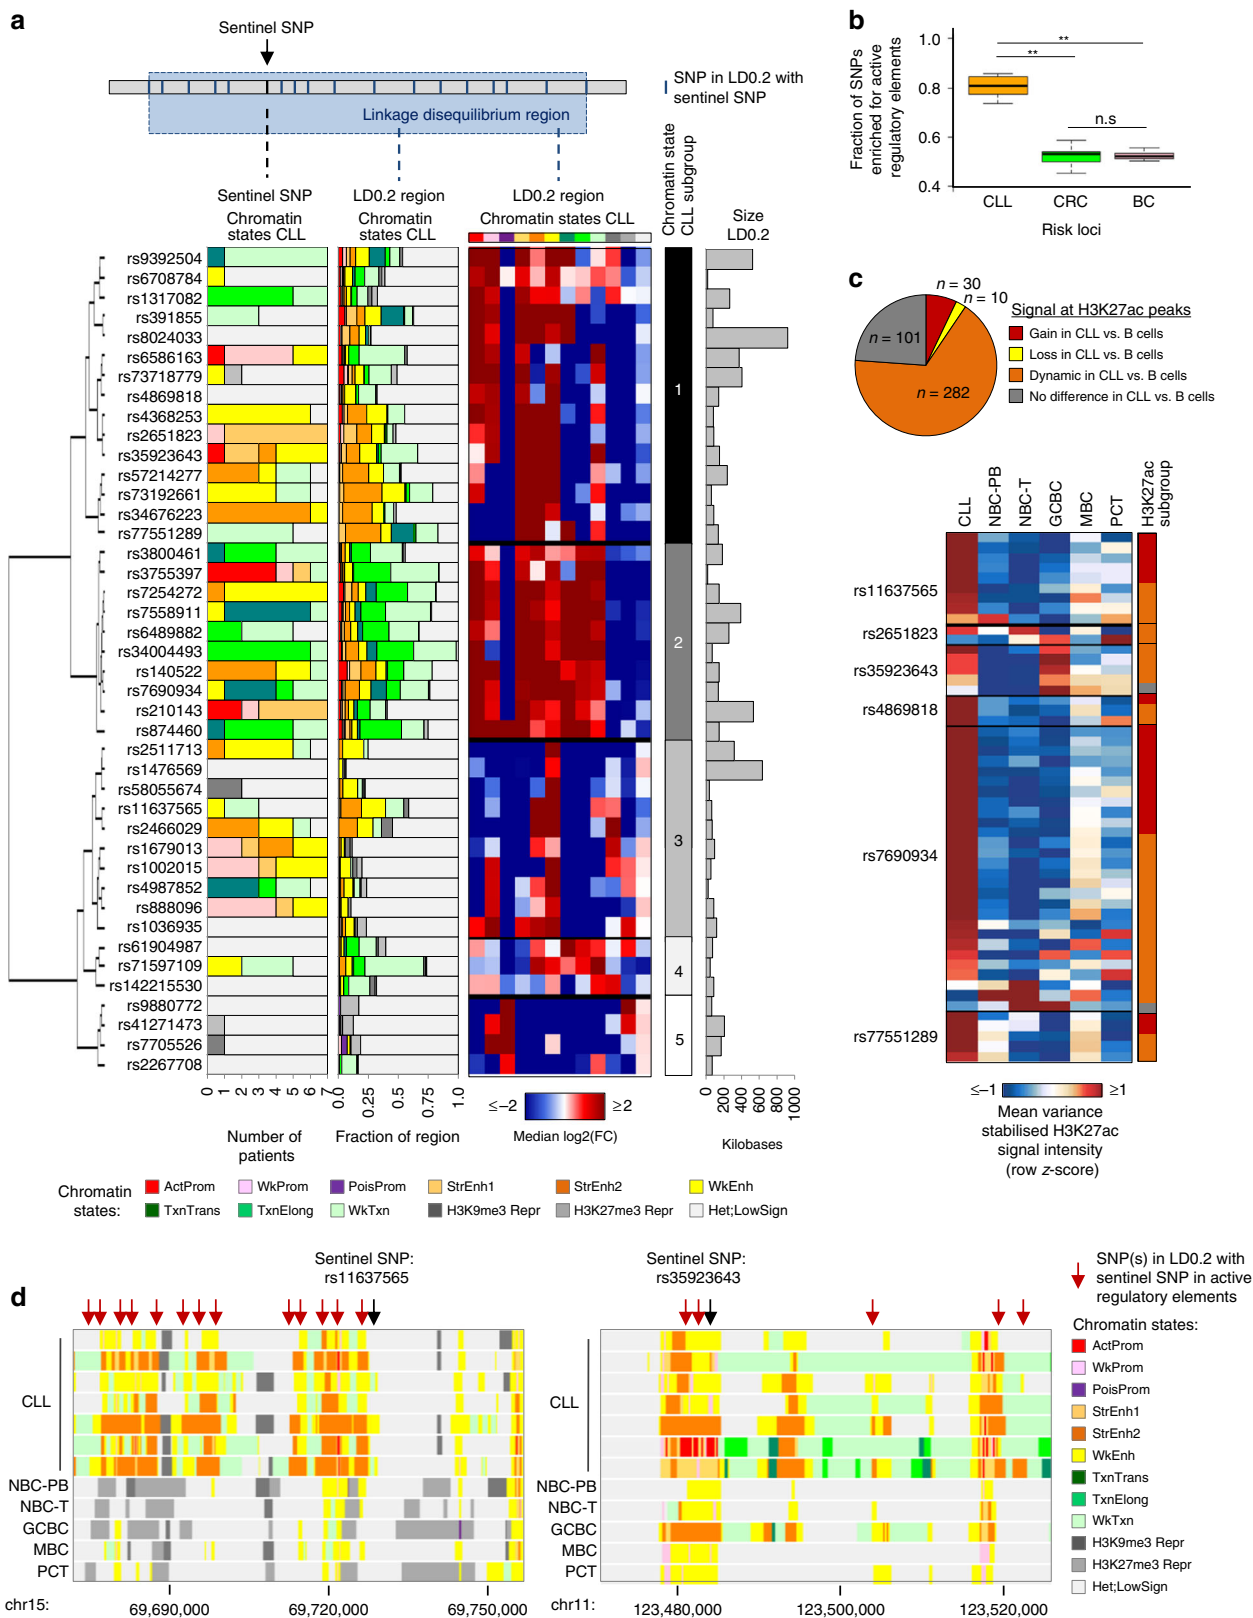 a
Sentinel SNP
SNP in LD0.2 with
sentinel SNP
Linkage disequilibrium region
Sentinel SNP
Chromatin
states CLL
LD0.2 region
Chromatin
states CLL
LD0.2 region
Chromatin states CLL
Chromatin state
CLL subgroup
Size
LD0.2
rs9392504
rs6708784
rs1317082
rs391855
rs8024033
rs6586163
rs73718779
rs4869818
rs4368253
rs2651823
rs35923643
rs57214277
rs73192661
rs34676223
rs77551289
rs3800461
rs3755397
rs7254272
rs7558911
rs6489882
rs34004493
rs140522
rs7690934
rs210143
rs874460
rs2511713
rs1476569
rs58055674
rs11637565
rs2466029
rs1679013
rs1002015
rs4987852
rs888096
rs1036935
rs61904987
rs71597109
rs142215530
rs9880772
rs41271473
rs7705526
rs2267708
1
2
3
4
5
0 1 2 3 4 5 6 7
Number of
patients
0.0 0.25 0.5 0.75 1.0
Fraction of region
≤−2 ≥2
Median log2(FC)
0 200 400 600 800 1000
Kilobases
Chromatin
states:
ActProm WkProm PoisProm StrEnh1 StrEnh2 WkEnh
TxnTrans TxnElong WkTxn H3K9me3 Repr H3K27me3 Repr Het;LowSign
b
Fraction of SNPs
enriched for active
regulatory elements
1.0
0.8
0.6
0.4
**
**
n.s
CLL CRC BC
Risk loci
c
n = 30
n = 10
n = 101
n = 282
Signal at H3K27ac peaks
Gain in CLL vs. B cells
Loss in CLL vs. B cells
Dynamic in CLL vs. B cells
No difference in CLL vs. B cells
CLL
NBC-PB
NBC-T
GCBC
MBC
PCT
H3K27ac
subgroup
rs11637565
rs2651823
rs35923643
rs4869818
rs7690934
rs77551289
≤−1 ≥1
Mean variance
stabilised H3K27ac
signal intensity
(row z-score)
d
Sentinel SNP:
rs11637565
Sentinel SNP:
rs35923643
SNP(s) in LD0.2 with
sentinel SNP in active
regulatory elements
CLL
NBC-PB
NBC-T
GCBC
MBC
PCT
chr15:
69,690,000 69,720,000 69,750,000
CLL
NBC-PB
NBC-T
GCBC
MBC
PCT
chr11:
123,480,000 123,500,000 123,520,000
Chromatin states:
ActProm
WkProm
PoisProm
StrEnh1
StrEnh2
WkEnh
TxnTrans
TxnElong
WkTxn
H3K9me3 Repr
H3K27me3 Repr
Het;LowSign